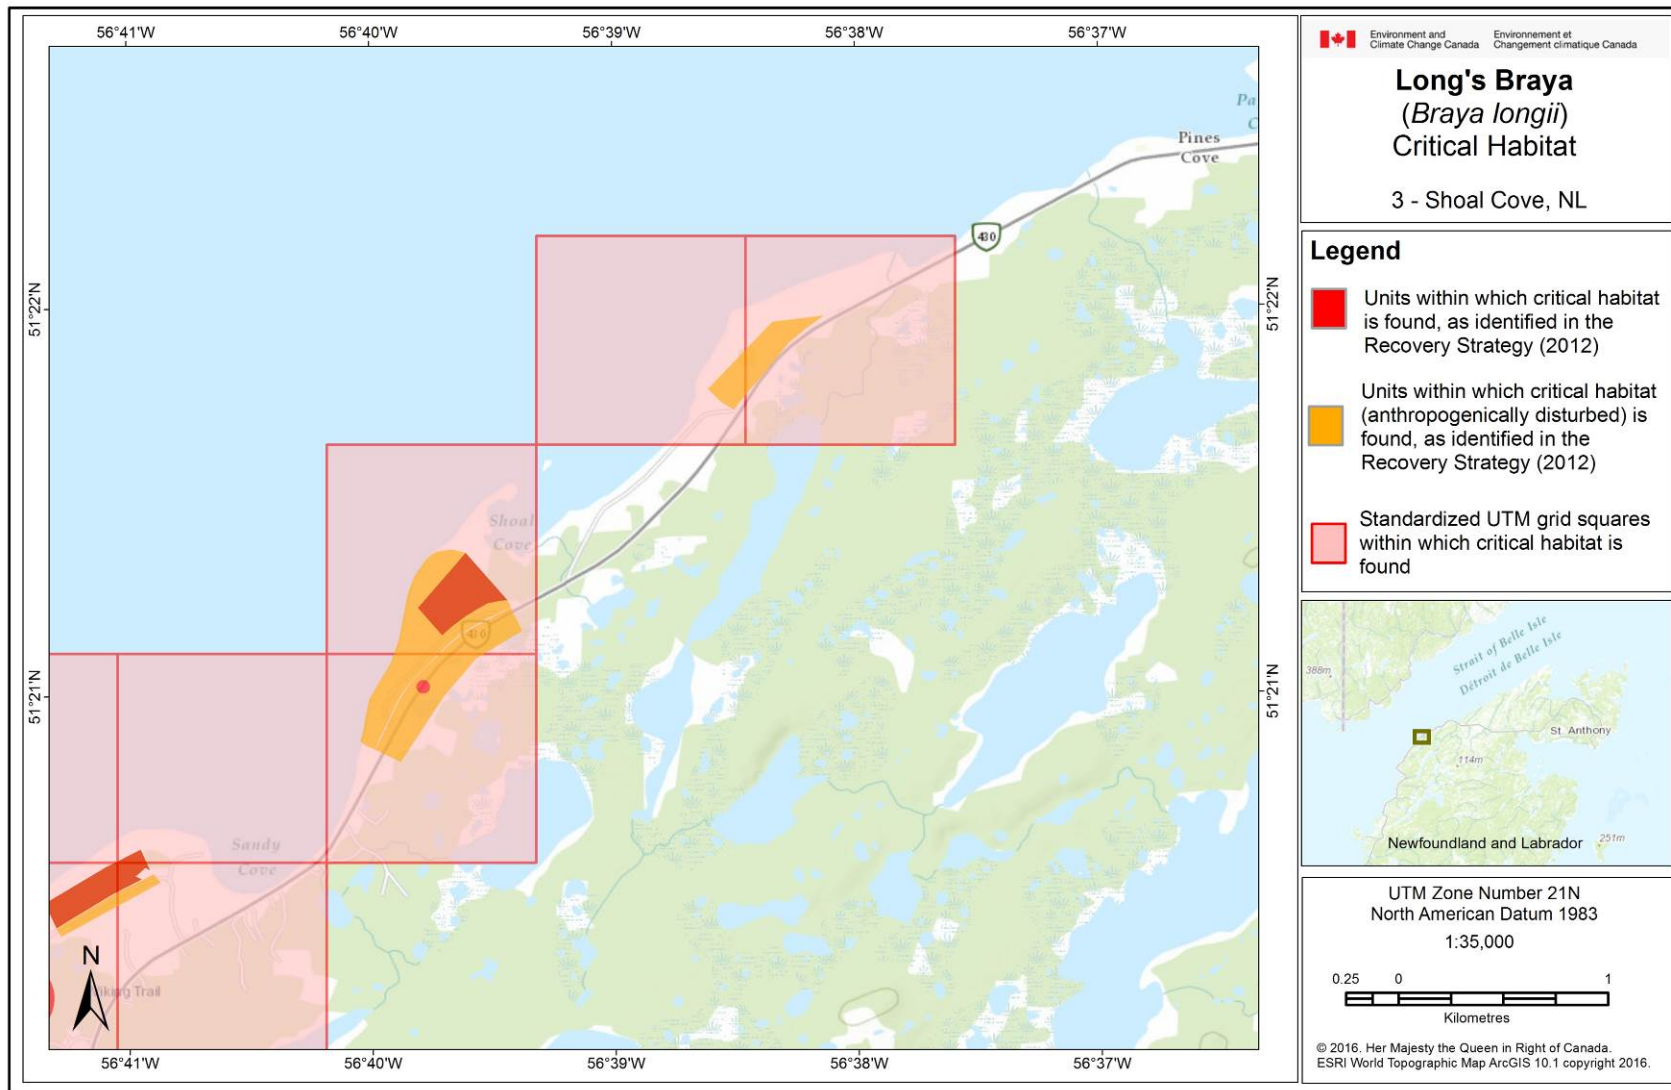 56°41'W 56°40'W 56°39'W 56°38'W 56°37'W
Pines
Cove
430
51°22'N
51°22'N
Shoal
Cove
430
51°21'N
51°21'N
Sandy
Cove
N
Viking Trail
56°41'W 56°40'W 56°39'W 56°38'W 56°37'W
Environment and
Climate Change Canada
Environnement et
Changement climatique Canada
Long's Braya
(Braya longii)
Critical Habitat
3 - Shoal Cove, NL
Legend
Units within which critical habitat
is found, as identified in the
Recovery Strategy (2012)
Units within which critical habitat
(anthropogenically disturbed) is
found, as identified in the
Recovery Strategy (2012)
Standardized UTM grid squares
within which critical habitat is
found
Strait of Belle Isle
Détroit de Belle Isle
388m
St. Anthony
114m
251m
Newfoundland and Labrador
UTM Zone Number 21N
North American Datum 1983
1:35,000
0.25 0 1
Kilometres
© 2016. Her Majesty the Queen in Right of Canada.
ESRI World Topographic Map ArcGIS 10.1 copyright 2016.